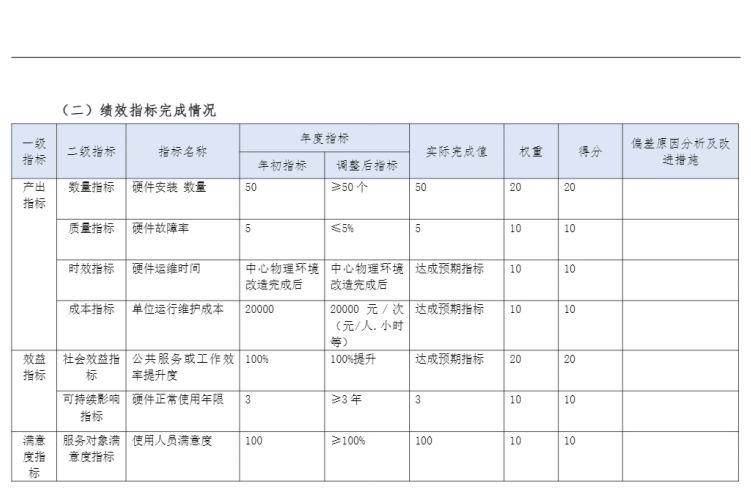 （二）绩效指标完成情况
一级指标 二级指标 指标名称 年度指标 实际完成值 权重 得分 偏差原因分析及改进措施
年初指标 调整后指标
产出指标 数量指标 硬件安装 数量 50 ≥50 个 50 20 20
质量指标 硬件故障率 5 ≤5% 5 10 10
时效指标 硬件运维时间 中心物理环境改造完成后 中心物理环境改造完成后 达成预期指标 10 10
成本指标 单位运行维护成本 20000 20000 元/次（元/人.小时等） 达成预期指标 10 10
效益指标 社会效益指标 公共服务或工作效率提升度 100% 100%提升 达成预期指标 20 20
可持续影响指标 硬件正常使用年限 3 ≥3 年 3 10 10
满意度指标 服务对象满意度指标 使用人员满意度 100 ≥100% 100 10 10